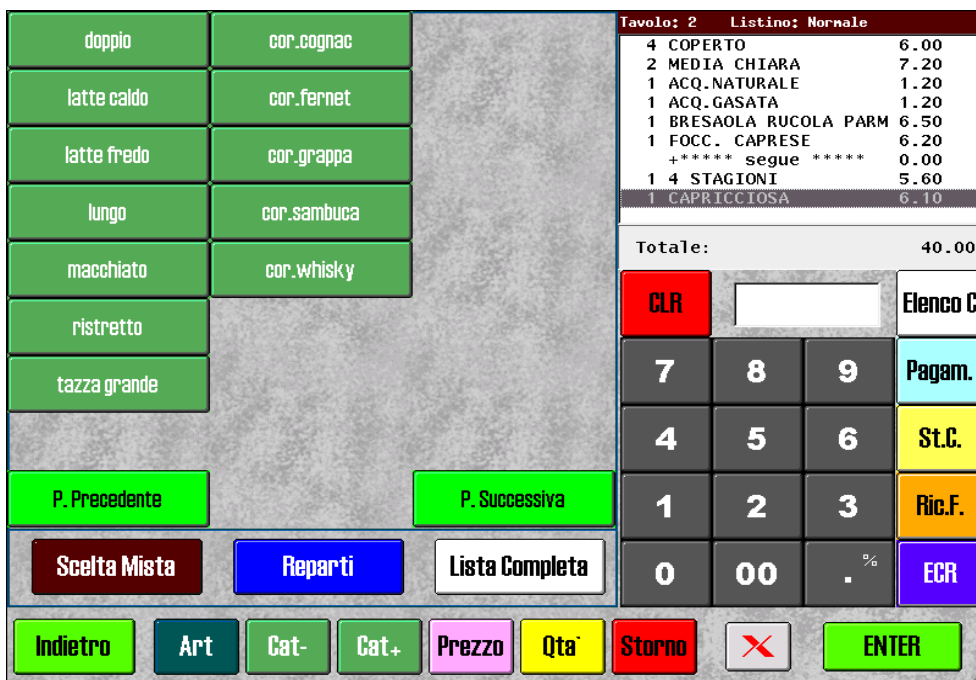 doppio
cor.cognac
latte caldo
cor.fernet
latte fredo
cor.grappa
lungo
cor.sambuca
macchiato
cor.whisky
ristretto
tazza grande
P. Precedente
P. Successiva
Scelta Mista
Reparti
Lista Completa
Tavolo: 2 Listino: Normale
4 COPERTO 6.00
2 MEDIA CHIARA 7.20
1 ACQ.NATURALE 1.20
1 ACQ.GASATA 1.20
1 BRESAOLA RUCOLA PARM 6.50
1 FOCC. CAPRESE 6.20
+***** segue ***** 0.00
1 4 STAGIONI 5.60
1 CAPRICCIOSA 6.10
Totale: 40.00
CLR
Elenco C
7 8 9 Pagam.
4 5 6 St.C.
1 2 3 Ric.F.
0 00 . % ECR
Indietro
Art
Cat-
Cat+
Prezzo
Qta`
Storno
X
ENTER